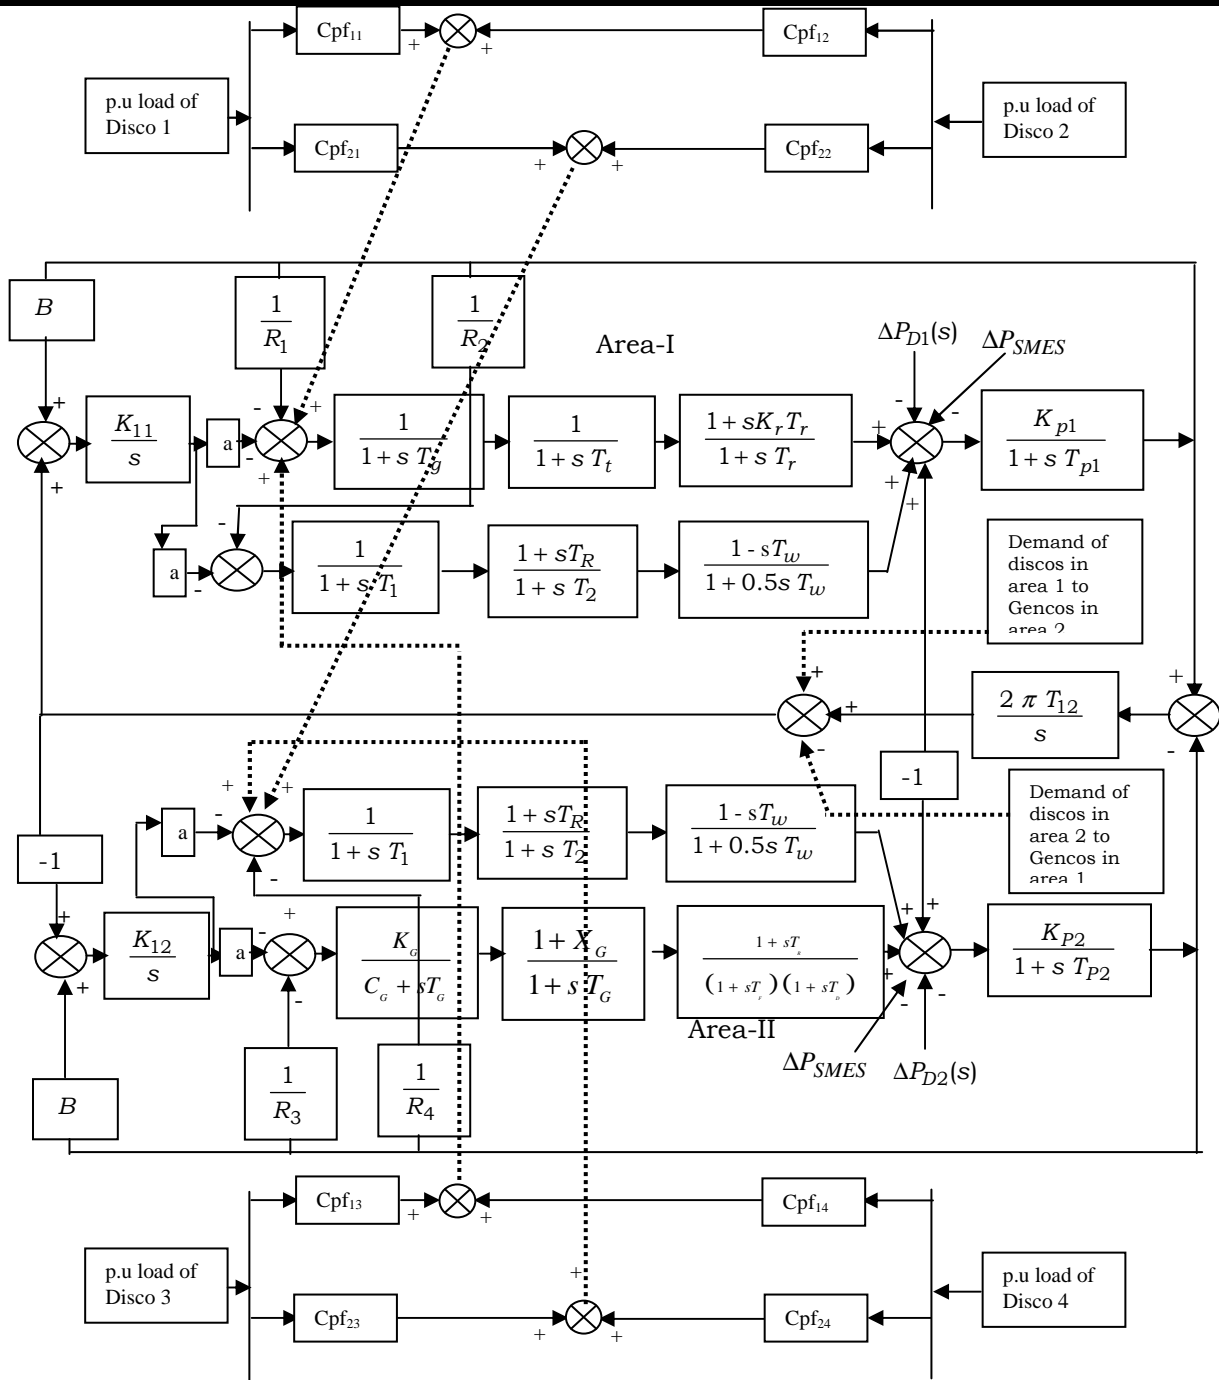 Cpf11
Cpf12
+
+
p.u load of
Disco 1
p.u load of
Disco 2
Cpf21
Cpf22
+
+
B
1
R1
1
R2
Area-I
ΔPD1(s)
ΔPSMES
+
-
+
-
-
K11
s
a
1
1 + s Tg
1
1 + s Tt
1 + sKrTr
1 + s Tr
+
Kp1
1 + s Tp1
+
-
+
+
+
-
a
-
1
1 + s T1
1 + sTR
1 + s T2
1 - sTw
1 + 0.5s Tw
Demand of
discos in
area 1 to
Gencos in
area 2
+
+
+
2 π T12
s
-
-
-1
+
+
-
a
1
1 + s T1
1 + sTR
1 + s T2
1 - sTw
1 + 0.5s Tw
Demand of
discos in
area 2 to
Gencos in
area 1
-1
-
+
+
+
+
-
K12
s
a
KG
CG + sTG
1 + XG
1 + s TG
1 + sTR
(1 + sTF)(1 + sTD)
KP2
1 + s TP2
+
+
-
-
-
Area-II
ΔPSMES
ΔPD2(s)
B
1
R3
1
R4
Cpf13
Cpf14
+
+
p.u load of
Disco 3
p.u load of
Disco 4
+
Cpf23
Cpf24
+
+